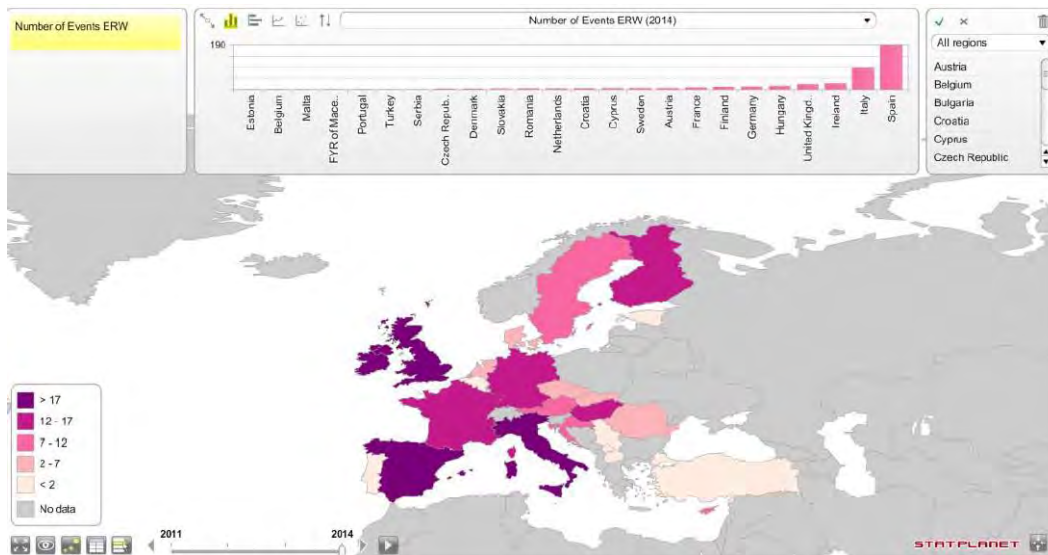 Number of Events ERW
Number of Events ERW (2014)
190
Estonia
Belgium
Malta
FYR of Mace..
Portugal
Turkey
Serbia
Czech Repub..
Denmark
Slovakia
Romania
Netherlands
Croatia
Cyprus
Sweden
Austria
France
Finland
Germany
Hungary
United Kingd..
Ireland
Italy
Spain
All regions
Austria
Belgium
Bulgaria
Croatia
Cyprus
Czech Republic
> 17
12 - 17
7 - 12
2 - 7
< 2
No data
2011
2014
STATPLANET